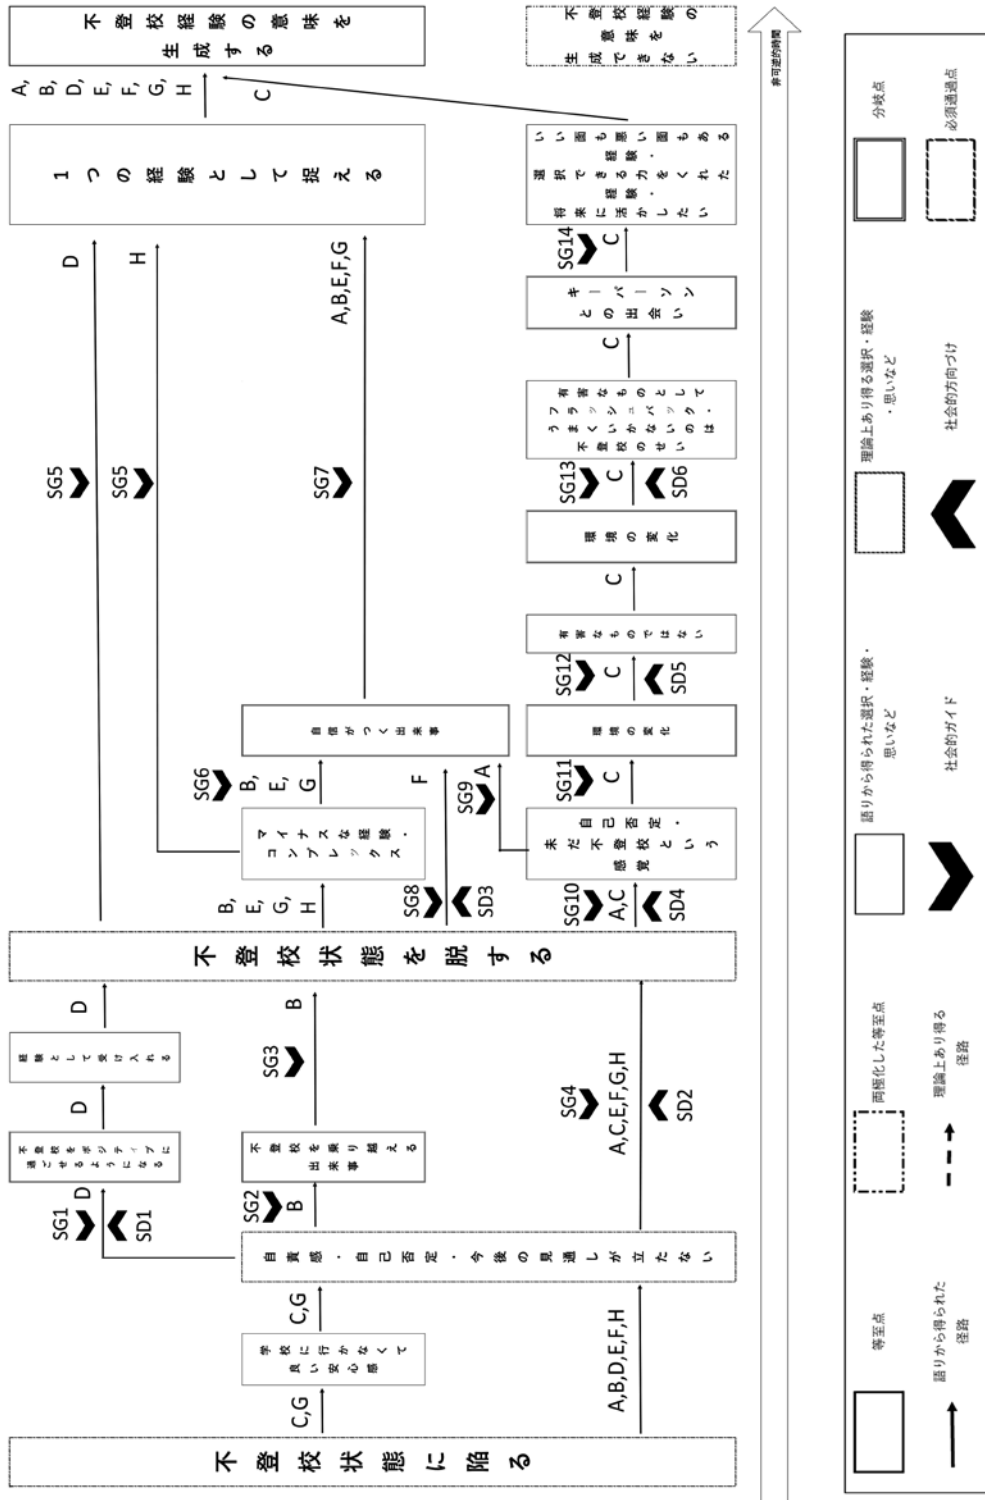 不登校状態に陥る
C,G
A,B,D,E,F,H
学校に行かなくて
良い安心感
C,G
自責感・自己否定・今後の見通しが立たない
SG1
D
SD1
SG2
B
A,C,E,F,G,H
SG4
SD2
不登校をポジティブに
過ごせるようになる
D
経験として受け入れる
D
不登校を乗り越える
出来事
SG3
B
不登校状態を脱する
B,
E,
G,
H
SG8
SD3
F
SG10
A,C
SD4
マイナスな経験・
コンプレックス
SG6
B,
E,
G
自己否定・
未だ不登校という
感覚
SG9
A
SG11
C
自信がつく出来事
環境の変化
SG12
C
SD5
有害なものではない
C
環境の変化
SG13
C
SD6
有害なものとして
フラッシュバック・
うまくいかないのは
不登校のせい
C
キーパーソン
との出会い
SG14
C
いい面も悪い面もある
経験・
選択できる力をくれた
経験・
将来に活かしたい
SG5
D
SG5
H
SG7
A,B,E,F,G
1つの経験として捉える
A,
B,
D,
E,
F,
G,
H
C
不登校経験の意味を
生成する
不登校経験の
意味を
生成できない
非可逆的時間
等至点
両極化した等至点
語りから得られた選択・経験・
思いなど
理論上あり得る選択・経験
・思いなど
分岐点
語りから得られた
径路
理論上あり得る
径路
社会的ガイド
社会的方向づけ
必須通過点